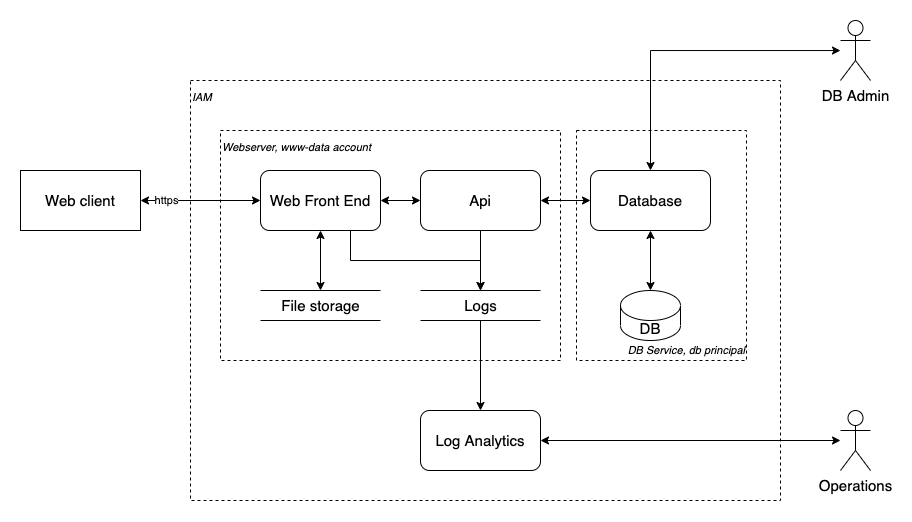 DB Admin
IAM
Webserver, www-data account
Web client
https
Web Front End
Api
Database
File storage
Logs
DB
DB Service, db principal
Log Analytics
Operations